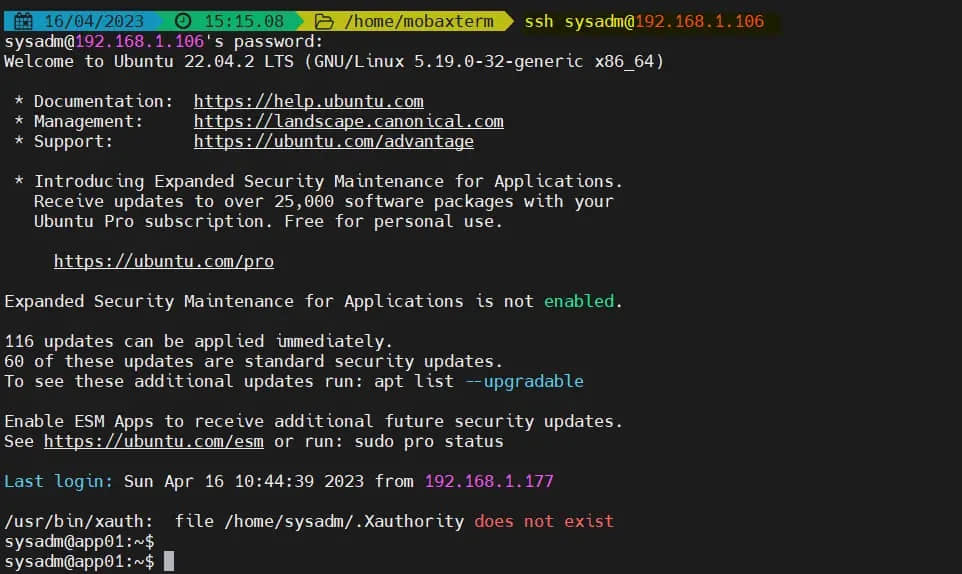 16/04/2023 15:15.08 /home/mobaxterm ssh sysadm@192.168.1.106
sysadm@192.168.1.106's password:
Welcome to Ubuntu 22.04.2 LTS (GNU/Linux 5.19.0-32-generic x86_64)
* Documentation: https://help.ubuntu.com
* Management: https://landscape.canonical.com
* Support: https://ubuntu.com/advantage
* Introducing Expanded Security Maintenance for Applications.
Receive updates to over 25,000 software packages with your
Ubuntu Pro subscription. Free for personal use.
https://ubuntu.com/pro
Expanded Security Maintenance for Applications is not enabled.
116 updates can be applied immediately.
60 of these updates are standard security updates.
To see these additional updates run: apt list --upgradable
Enable ESM Apps to receive additional future security updates.
See https://ubuntu.com/esm or run: sudo pro status
Last login: Sun Apr 16 10:44:39 2023 from 192.168.1.177
/usr/bin/xauth: file /home/sysadm/.Xauthority does not exist
sysadm@app01:~$
sysadm@app01:~$